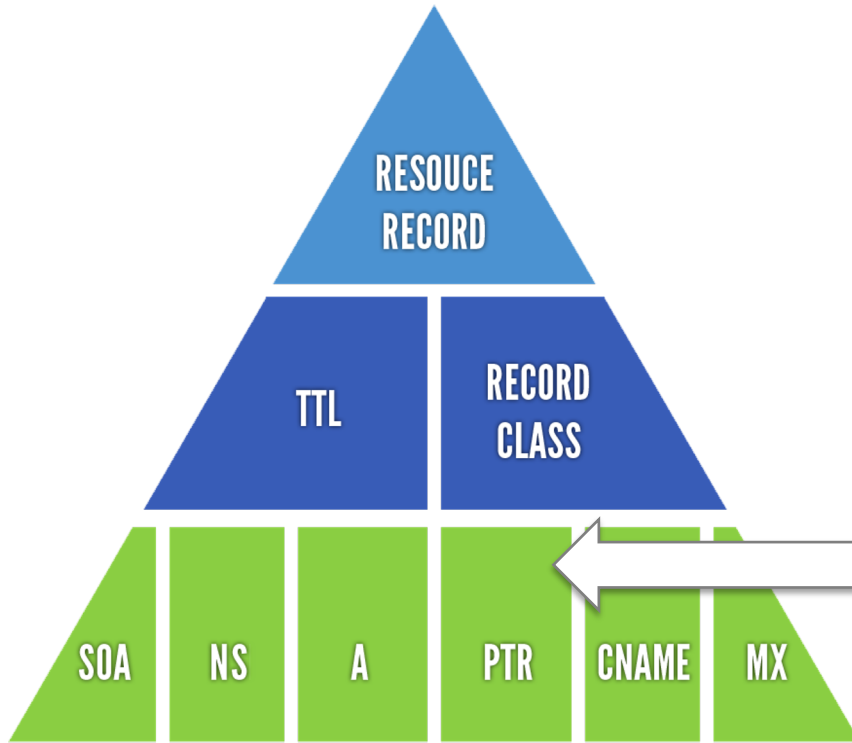 RESOUCE
RECORD
TTL
RECORD
CLASS
SOA NS A PTR CNAME MX